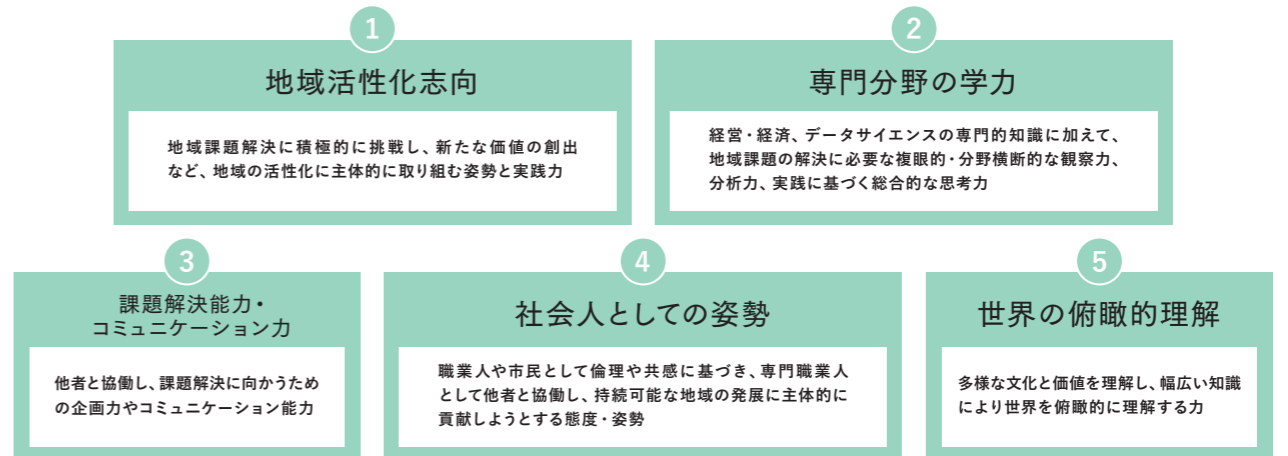 1
地域活性化志向
地域課題解決に積極的に挑戦し、新たな価値の創出
など、地域の活性化に主体的に取り組む姿勢と実践力
2
専門分野の学力
経営・経済、データサイエンスの専門的知識に加えて、
地域課題の解決に必要な複眼的・分野横断的な観察力、
分析力、実践に基づく総合的な思考力
3
課題解決能力・
コミュニケーション力
他者と協働し、課題解決に向かうため
の企画力やコミュニケーション能力
4
社会人としての姿勢
職業人や市民として倫理や共感に基づき、専門職業人
として他者と協働し、持続可能な地域の発展に主体的に
貢献しようとする態度・姿勢
5
世界の俯瞰的理解
多様な文化と価値を理解し、幅広い知識
により世界を俯瞰的に理解する力